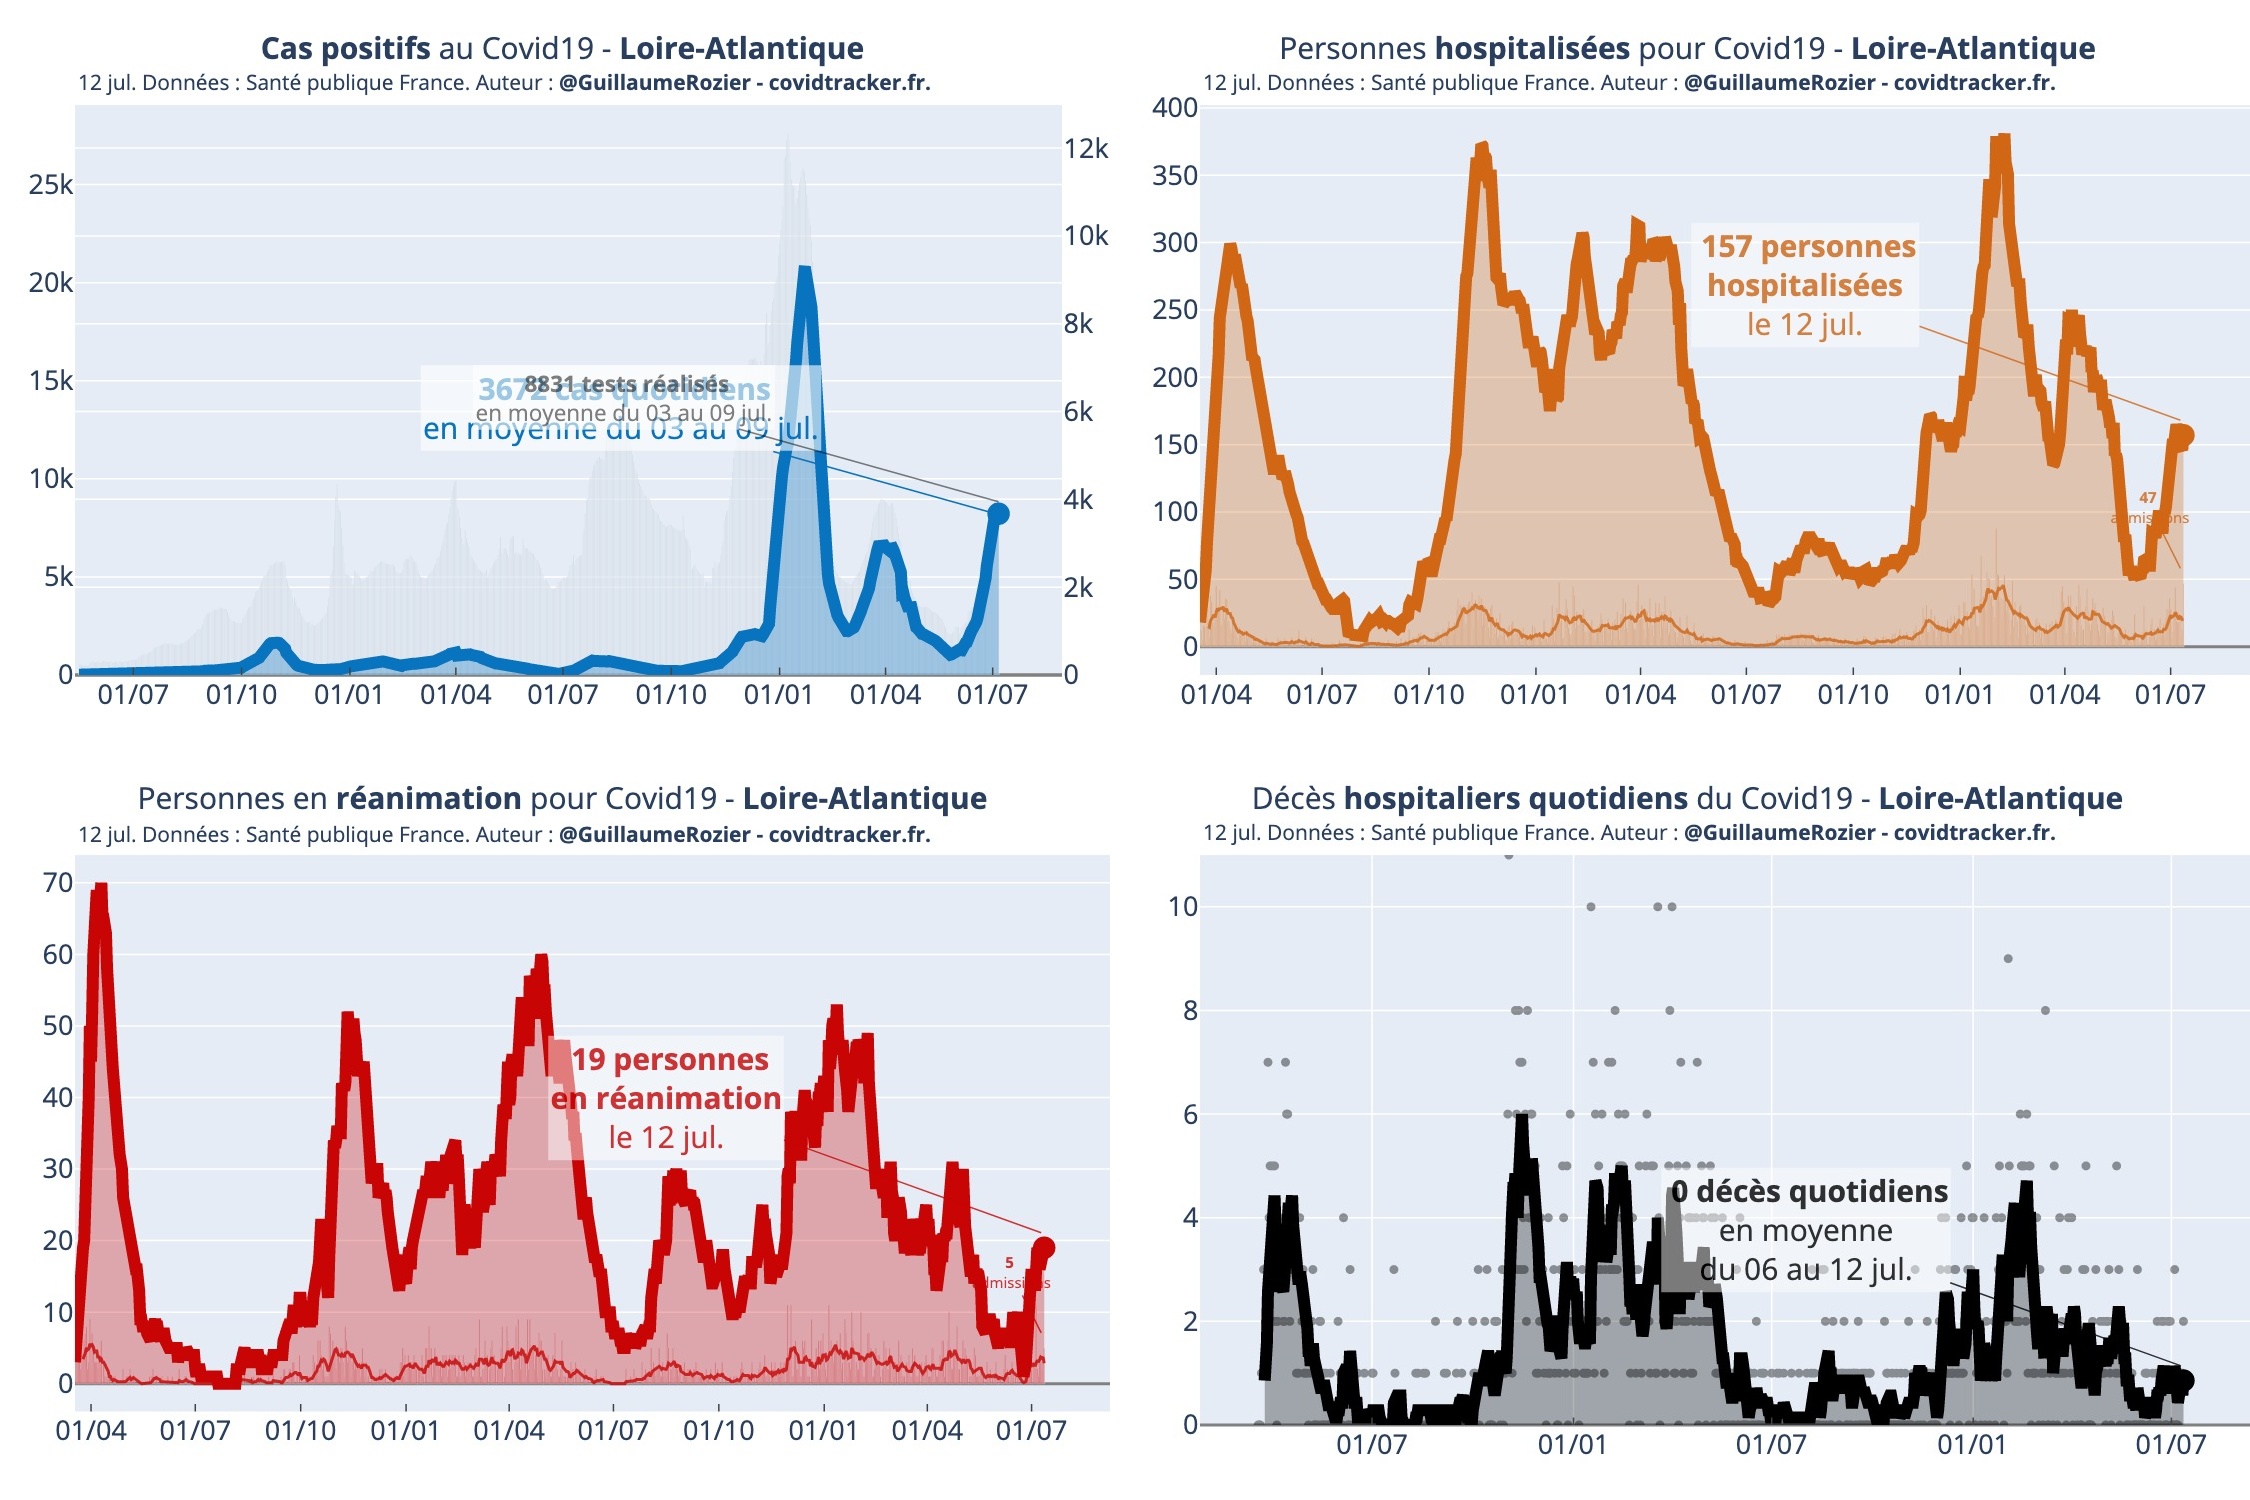 Cas positifs au Covid19 - Loire-Atlantique
12 jul. Données : Santé publique France. Auteur : @GuillaumeRozier - covidtracker.fr.
25k
20k
15k
10k
5k
0
12k
10k
8k
6k
4k
2k
0
3672 cas quotidiens
en moyenne du 03 au 09 jul.
8831 tests réalisés
en moyenne du 03 au 09 jul.
01/07 01/10 01/01 01/04 01/07 01/10 01/01 01/04 01/07
Personnes hospitalisées pour Covid19 - Loire-Atlantique
12 jul. Données : Santé publique France. Auteur : @GuillaumeRozier - covidtracker.fr.
400
350
300
250
200
150
100
50
0
157 personnes
hospitalisées
le 12 jul.
47
admissions
01/04 01/07 01/10 01/01 01/04 01/07 01/10 01/01 01/04 01/07
Personnes en réanimation pour Covid19 - Loire-Atlantique
12 jul. Données : Santé publique France. Auteur : @GuillaumeRozier - covidtracker.fr.
70
60
50
40
30
20
10
0
19 personnes
en réanimation
le 12 jul.
5
admissions
01/04 01/07 01/10 01/01 01/04 01/07 01/10 01/01 01/04 01/07
Décès hospitaliers quotidiens du Covid19 - Loire-Atlantique
12 jul. Données : Santé publique France. Auteur : @GuillaumeRozier - covidtracker.fr.
10
8
6
4
2
0
0 décès quotidiens
en moyenne
du 06 au 12 jul.
01/07 01/01 01/07 01/01 01/07